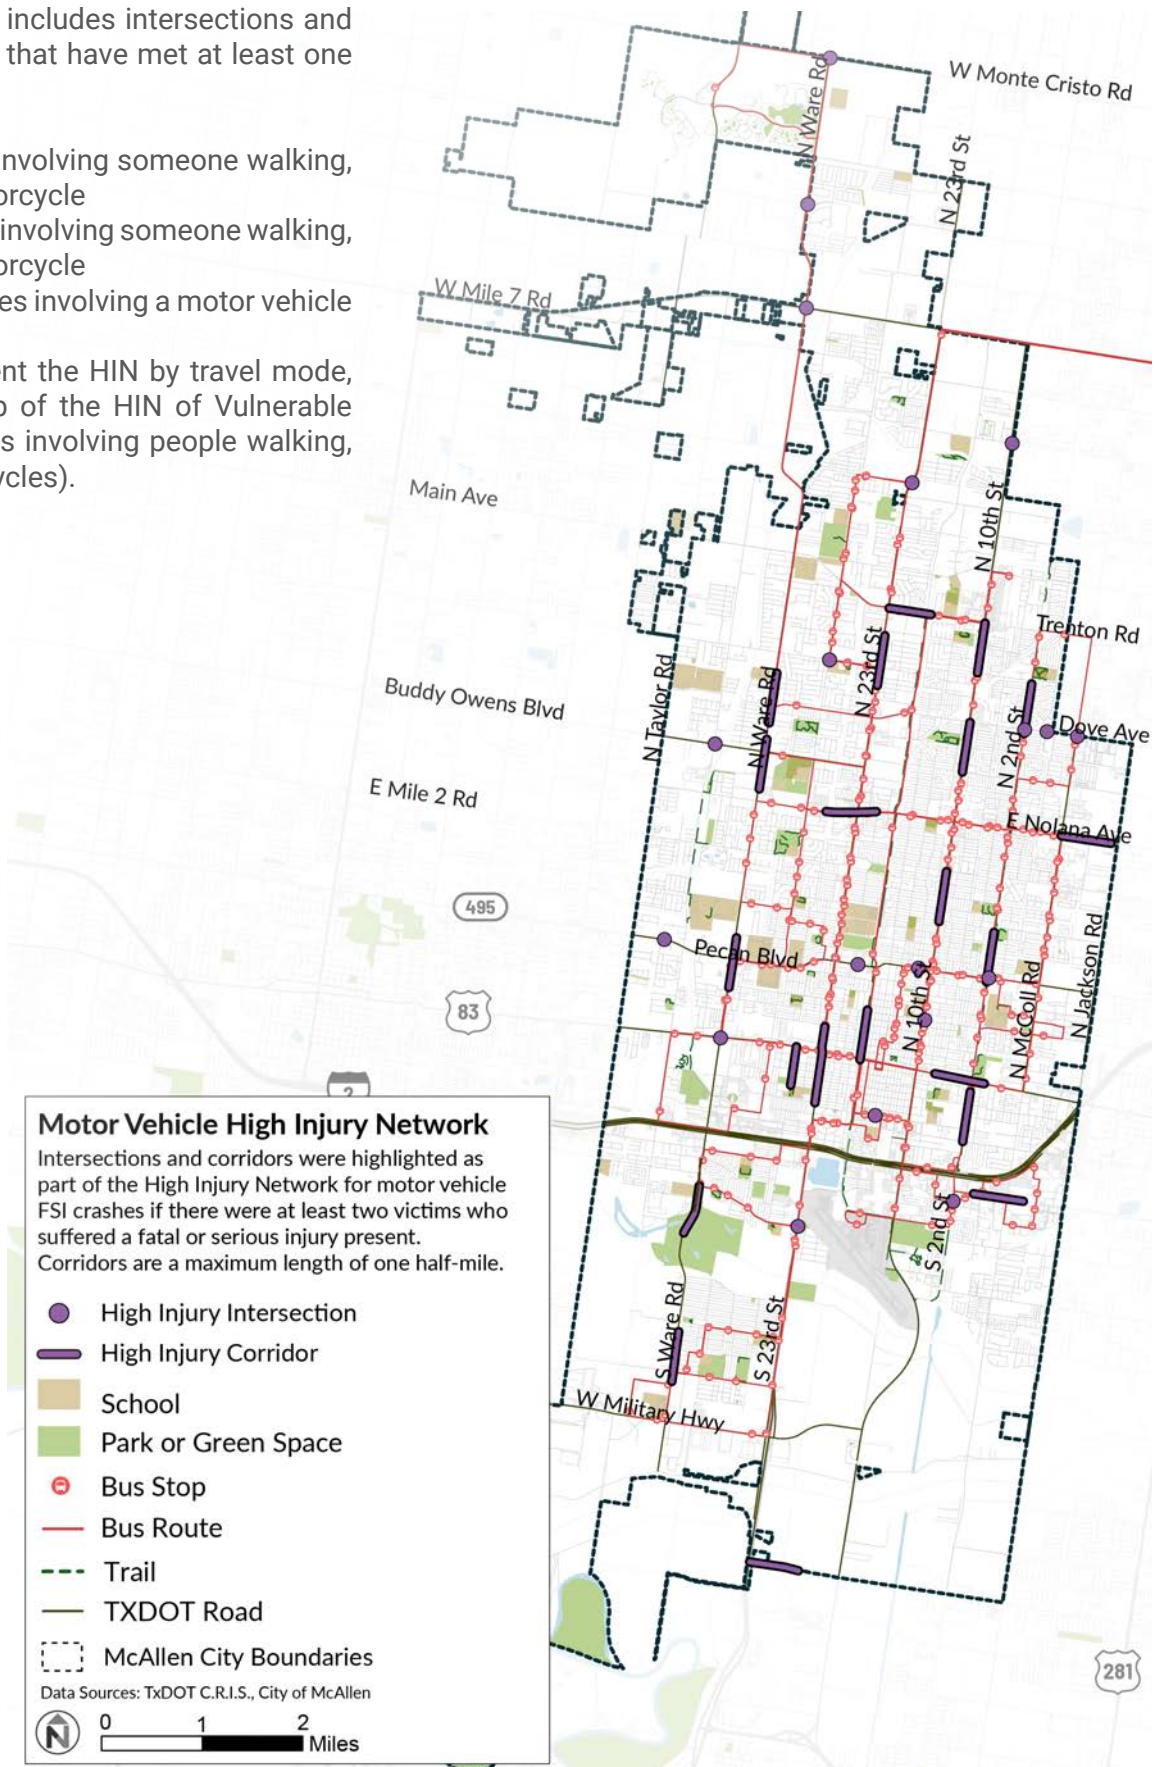 includes intersections and
that have met at least one
nvolving someone walking,
orcycle
involving someone walking,
orcycle
es involving a motor vehicle
ent the HIN by travel mode,
of the HIN of Vulnerable
s involving people walking,
ycles).
W Monte Cristo Rd
N Ware Rd
N 23rd St
W Mile 7 Rd
Main Ave
N 10th St
Trenton Rd
N 23rd St
N Taylor Rd
N Ware Rd
Buddy Owens Blvd
N 2nd St
Dove Ave
E Mile 2 Rd
E Nolana Ave
495
Pecan Blvd
N 10th St
N McColl Rd
N Jackson Rd
83
2
S 2nd St
S Ware Rd
S 23rd St
W Military Hwy
281
Motor Vehicle High Injury Network
Intersections and corridors were highlighted as
part of the High Injury Network for motor vehicle
FSI crashes if there were at least two victims who
suffered a fatal or serious injury present.
Corridors are a maximum length of one half-mile.
High Injury Intersection
High Injury Corridor
School
Park or Green Space
Bus Stop
Bus Route
Trail
TXDOT Road
McAllen City Boundaries
Data Sources: TxDOT C.R.I.S., City of McAllen
N
0 1 2
Miles